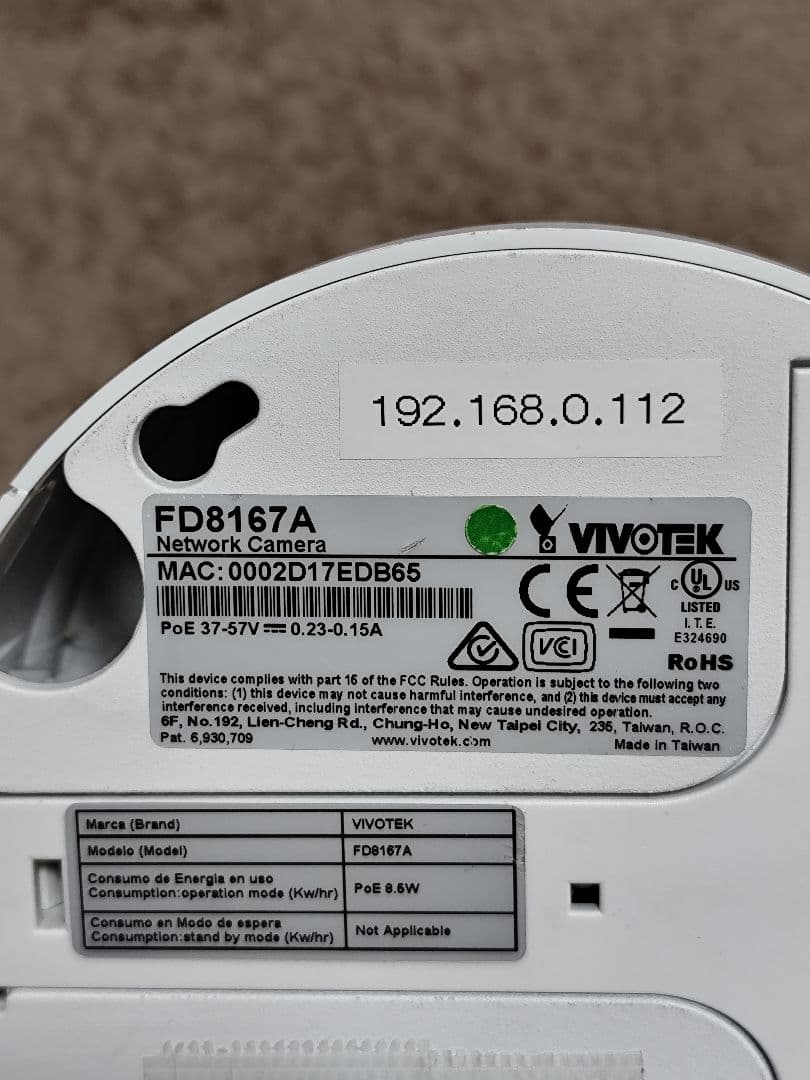 192.168.0.112
FD8167A
Network Camera
VIVOTEK
MAC:0002D17EDB65
PoE 37-57V ⎓ 0.23-0.15A
CE
C UL US
LISTED
I.T.E.
E324690
VCI
RoHS
This device complies with part 15 of the FCC Rules. Operation is subject to the following two
conditions: (1) this device may not cause harmful interference, and (2) this device must accept any
interference received, including interference that may cause undesired operation.
6F, No.192, Lien-Cheng Rd., Chung-Ho, New Taipei City, 235, Taiwan, R.O.C.
Pat. 6,930,709 www.vivotek.com Made in Taiwan
Marca (Brand) VIVOTEK
Modelo (Model) FD8167A
Consumo de Energia en uso
Consumption:operation mode (Kw/hr) PoE 8.5W
Consumo en Modo de espera
Consumption:stand by mode (Kw/hr) Not Applicable